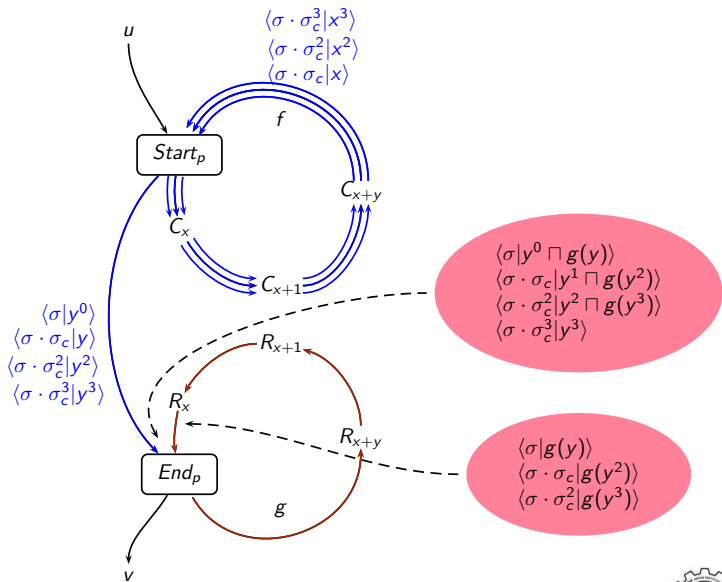 ⟨σ · σ_c^3|x^3⟩
⟨σ · σ_c^2|x^2⟩
⟨σ · σ_c|x⟩
u
f
Start_p
C_{x+y}
C_x
C_{x+1}
⟨σ|y^0 ⊓ g(y)⟩
⟨σ · σ_c|y^1 ⊓ g(y^2)⟩
⟨σ · σ_c^2|y^2 ⊓ g(y^3)⟩
⟨σ · σ_c^3|y^3⟩
⟨σ|y^0⟩
⟨σ · σ_c|y⟩
⟨σ · σ_c^2|y^2⟩
⟨σ · σ_c^3|y^3⟩
R_{x+1}
R_x
R_{x+y}
⟨σ|g(y)⟩
⟨σ · σ_c|g(y^2)⟩
⟨σ · σ_c^2|g(y^3)⟩
End_p
g
v